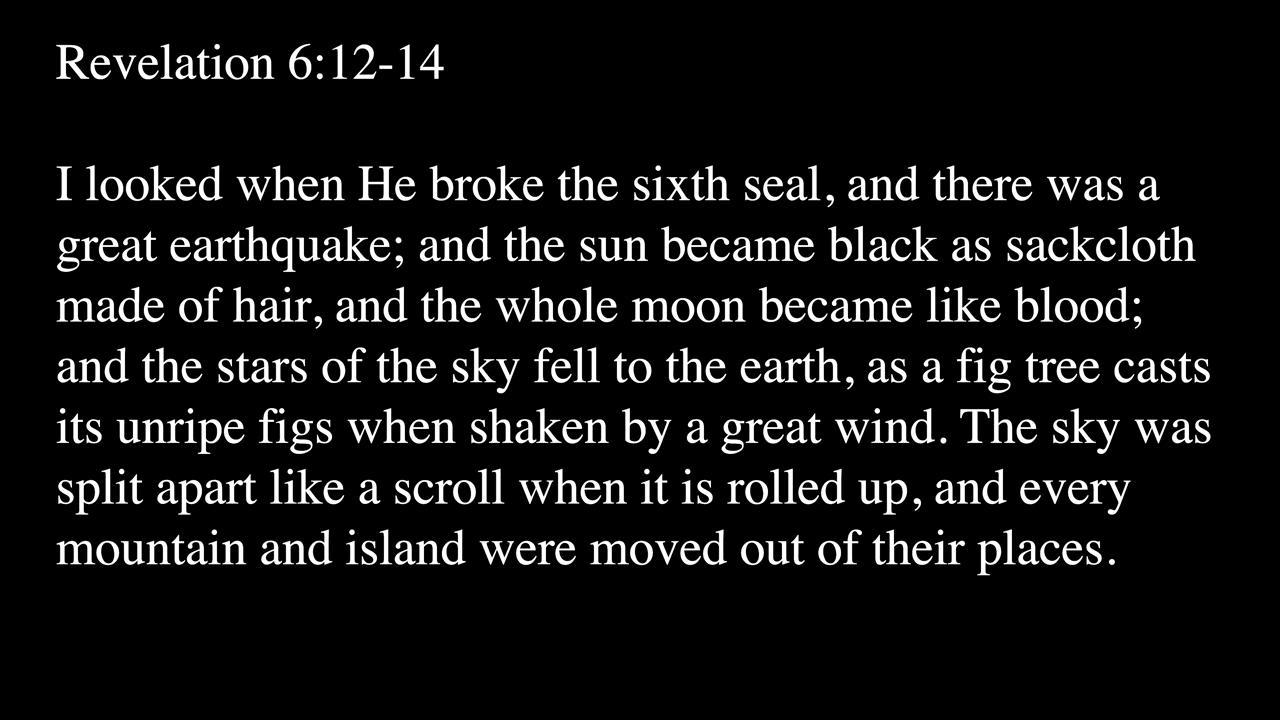 Revelation 6:12-14
I looked when He broke the sixth seal, and there was a
great earthquake; and the sun became black as sackcloth
made of hair, and the whole moon became like blood;
and the stars of the sky fell to the earth, as a fig tree casts
its unripe figs when shaken by a great wind. The sky was
split apart like a scroll when it is rolled up, and every
mountain and island were moved out of their places.